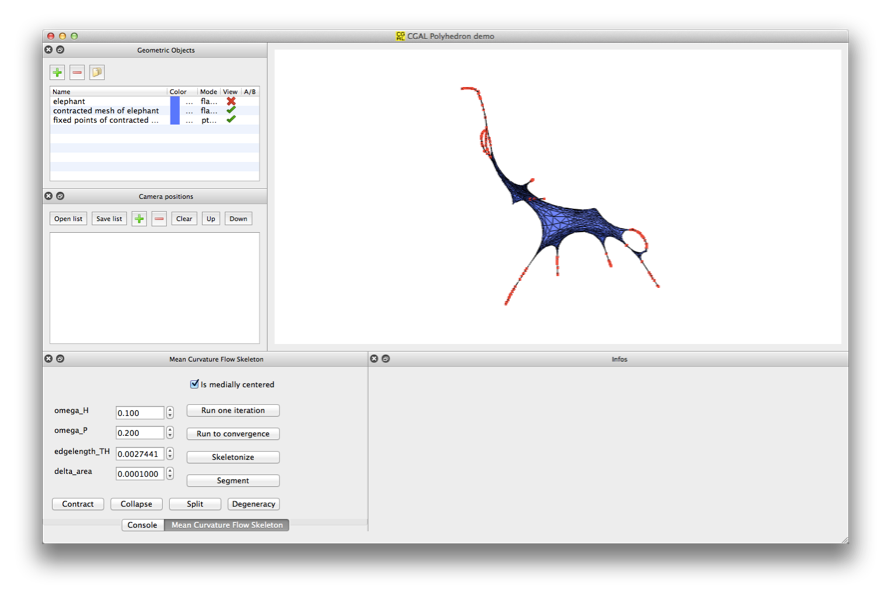 CGAL Polyhedron demo
Geometric Objects
Name Color Mode View A/B
elephant ... fla...
contracted mesh of elephant ... fla...
fixed points of contracted ... ... pt...
Camera positions
Open list Save list Clear Up Down
Mean Curvature Flow Skeleton
Infos
Is medially centered
omega_H 0.100 Run one iteration
omega_P 0.200 Run to convergence
edgelength_TH 0.0027441 Skeletonize
delta_area 0.0001000 Segment
Contract Collapse Split Degeneracy
Console Mean Curvature Flow Skeleton